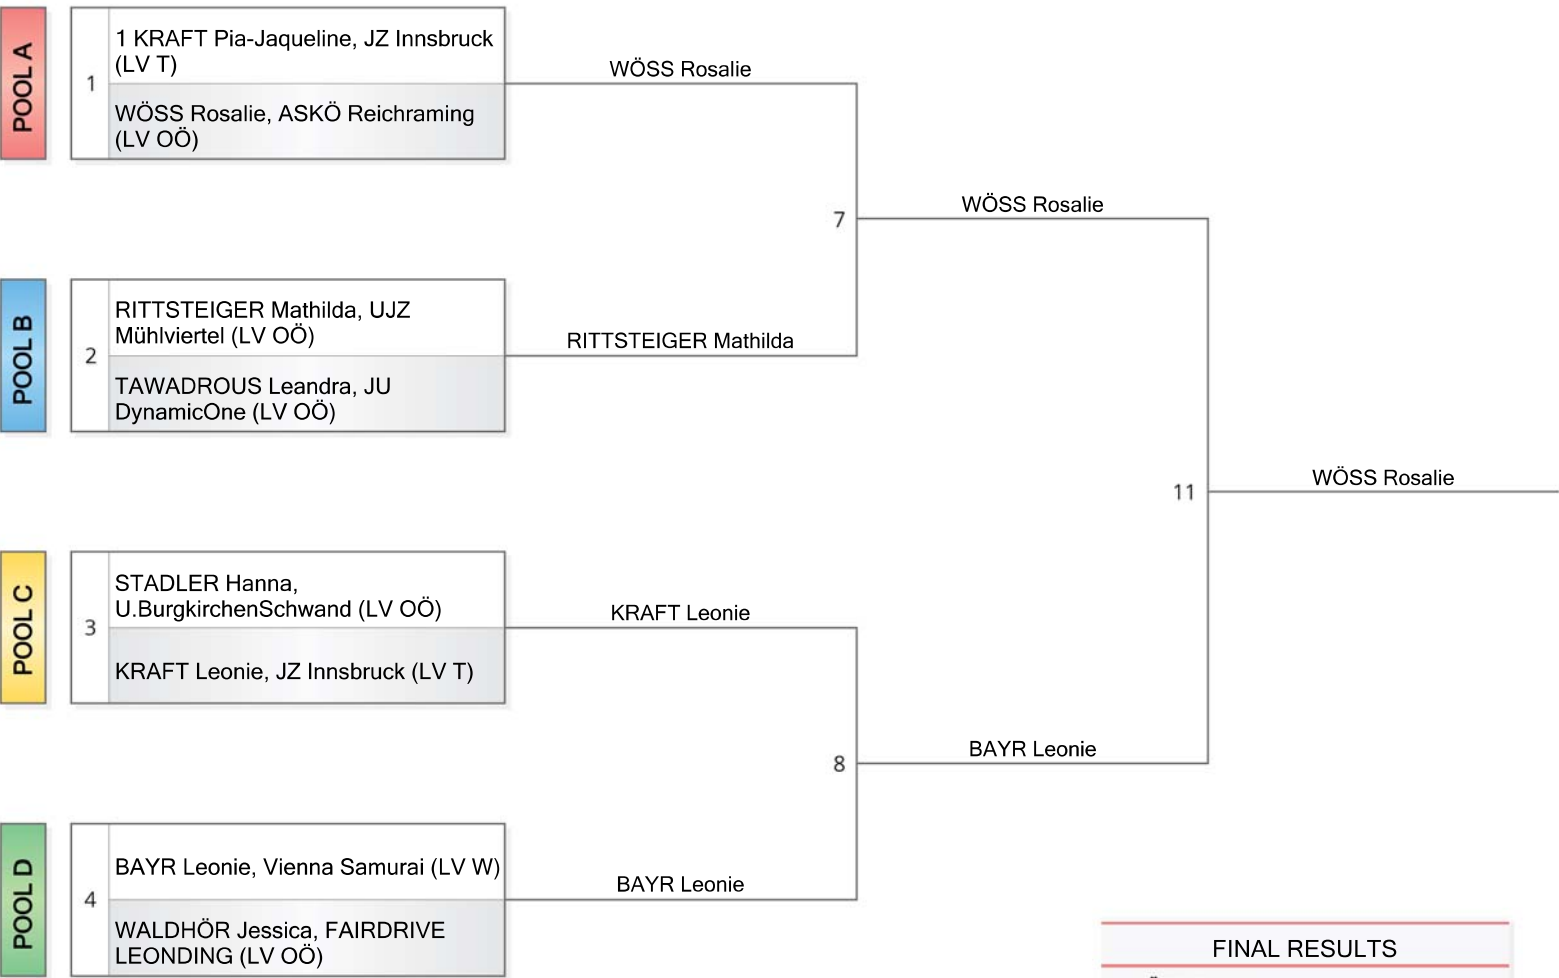 POOL A
1
1 KRAFT Pia-Jaqueline, JZ Innsbruck
(LV T)
WÖSS Rosalie, ASKÖ Reichraming
(LV OÖ)
WÖSS Rosalie
7
WÖSS Rosalie
POOL B
2
RITTSTEIGER Mathilda, UJZ
Mühlviertel (LV OÖ)
TAWADROUS Leandra, JU
DynamicOne (LV OÖ)
RITTSTEIGER Mathilda
11
WÖSS Rosalie
POOL C
3
STADLER Hanna,
U.BurgkirchenSchwand (LV OÖ)
KRAFT Leonie, JZ Innsbruck (LV T)
KRAFT Leonie
8
BAYR Leonie
POOL D
4
BAYR Leonie, Vienna Samurai (LV W)
WALDHÖR Jessica, FAIRDRIVE
LEONDING (LV OÖ)
BAYR Leonie
FINAL RESULTS